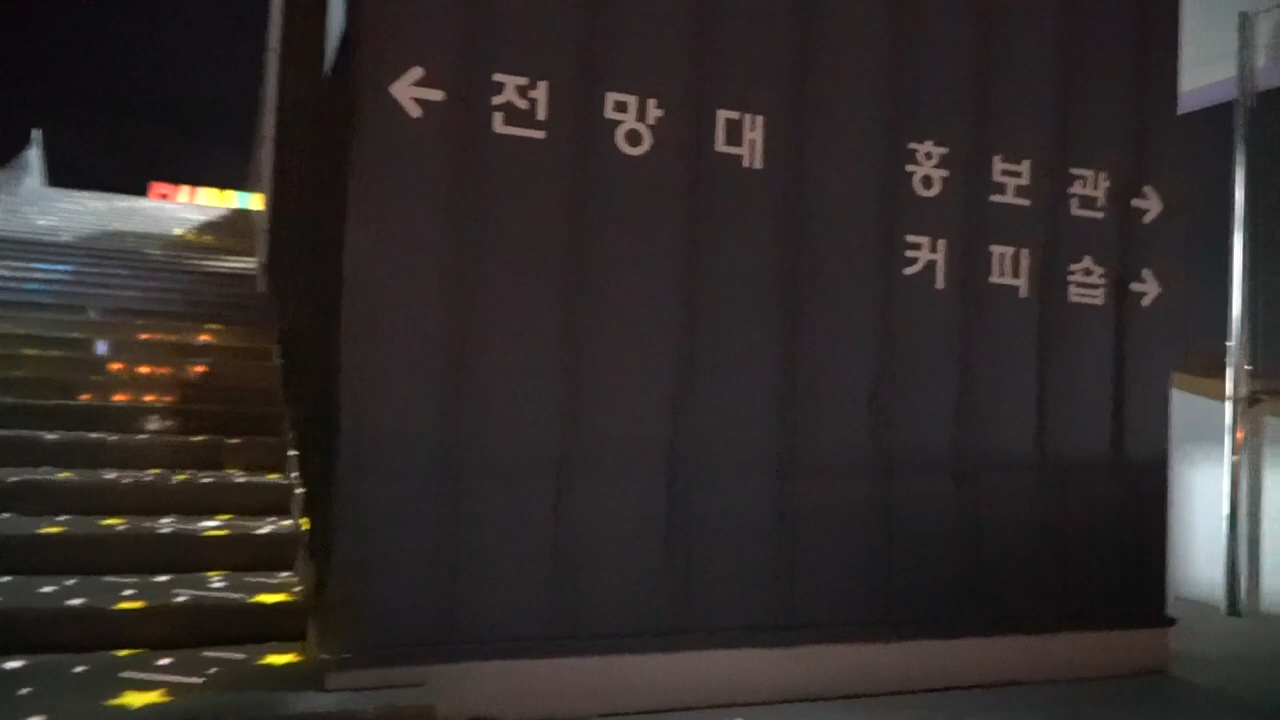 ← 전망대
홍보관 →
커피숍 →